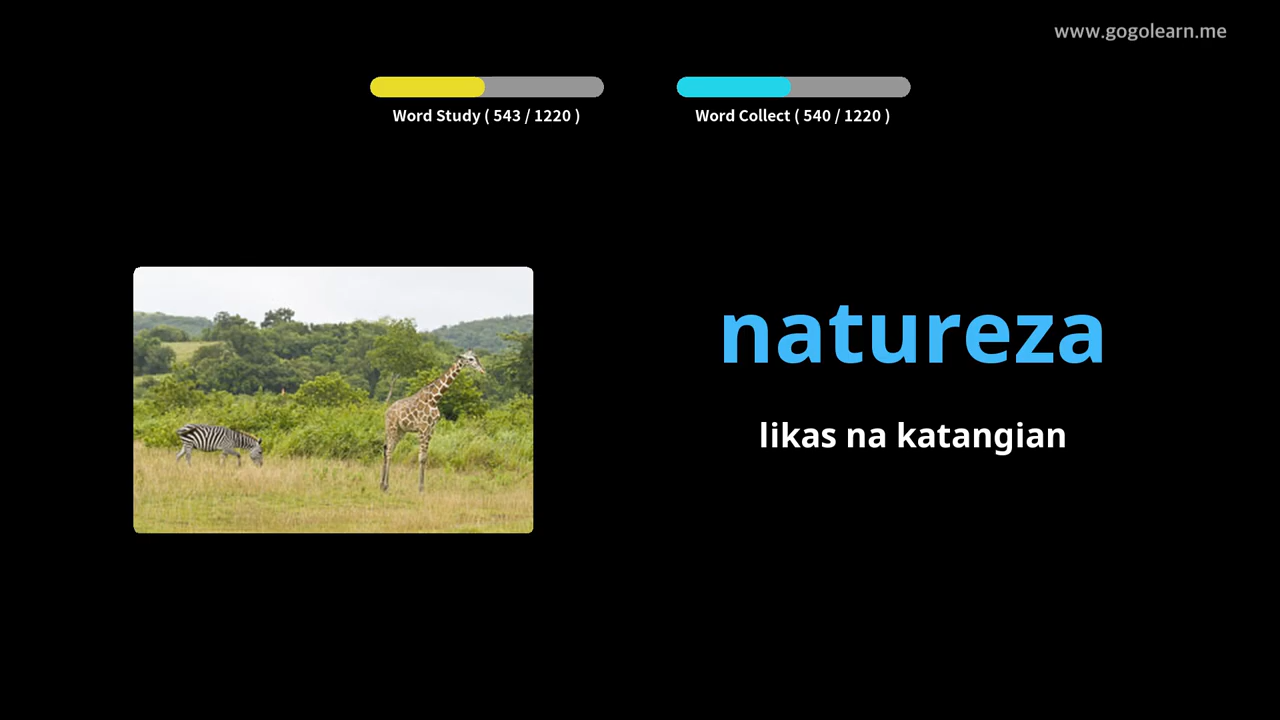 www.gogolearn.me
Word Study ( 543 / 1220 )
Word Collect ( 540 / 1220 )
natureza
likas na katangian